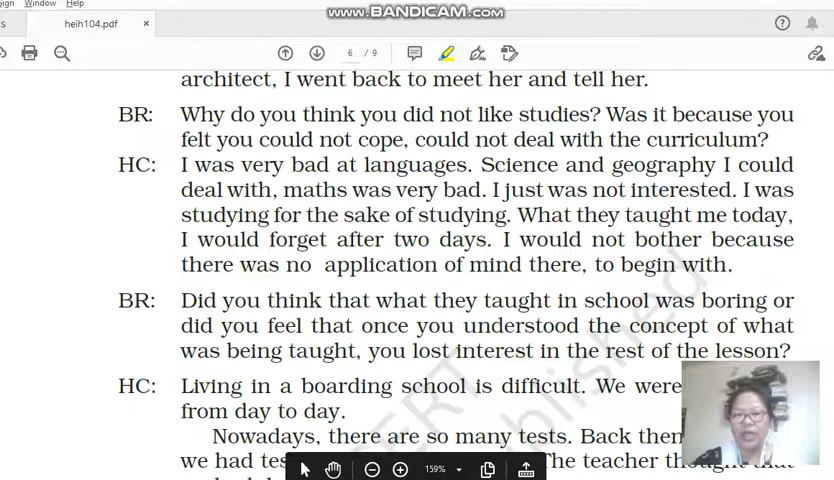 Sign Window Help
www.BANDICAM.com
s heih104.pdf ×
6 / 9
architect, I went back to meet her and tell her.
BR: Why do you think you did not like studies? Was it because you
felt you could not cope, could not deal with the curriculum?
HC: I was very bad at languages. Science and geography I could
deal with, maths was very bad. I just was not interested. I was
studying for the sake of studying. What they taught me today,
I would forget after two days. I would not bother because
there was no application of mind there, to begin with.
BR: Did you think that what they taught in school was boring or
did you feel that once you understood the concept of what
was being taught, you lost interest in the rest of the lesson?
HC: Living in a boarding school is difficult. We were
from day to day.
Nowadays, there are so many tests. Back then
we had tes The teacher thought that
159%